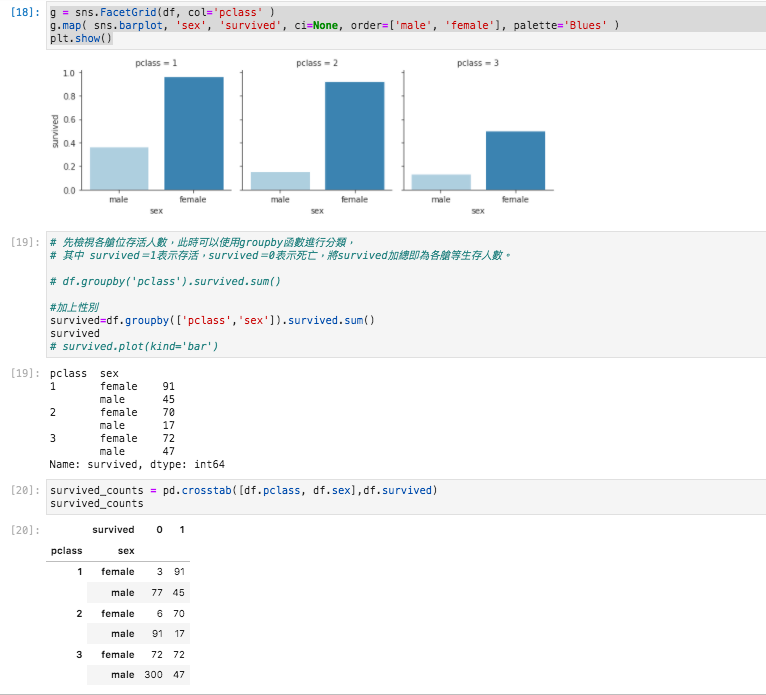 [18]: g = sns.FacetGrid(df, col='pclass' )
g.map( sns.barplot, 'sex', 'survived', ci=None, order=['male', 'female'], palette='Blues' )
plt.show()
pclass = 1 pclass = 2 pclass = 3
1.0
0.8
0.6
0.4
0.2
0.0
survived
male female male female male female
sex sex sex
[19]: # 先檢視各艙位存活人數，此時可以使用groupby函數進行分類，
# 其中 survived＝1表示存活，survived＝0表示死亡，將survived加總即為各艙等生存人數。
# df.groupby('pclass').survived.sum()
#加上性別
survived=df.groupby(['pclass','sex']).survived.sum()
survived
# survived.plot(kind='bar')
[19]: pclass sex
1 female 91
male 45
2 female 70
male 17
3 female 72
male 47
Name: survived, dtype: int64
[20]: survived_counts = pd.crosstab([df.pclass, df.sex],df.survived)
survived_counts
[20]: survived 0 1
pclass sex
1 female 3 91
male 77 45
2 female 6 70
male 91 17
3 female 72 72
male 300 47